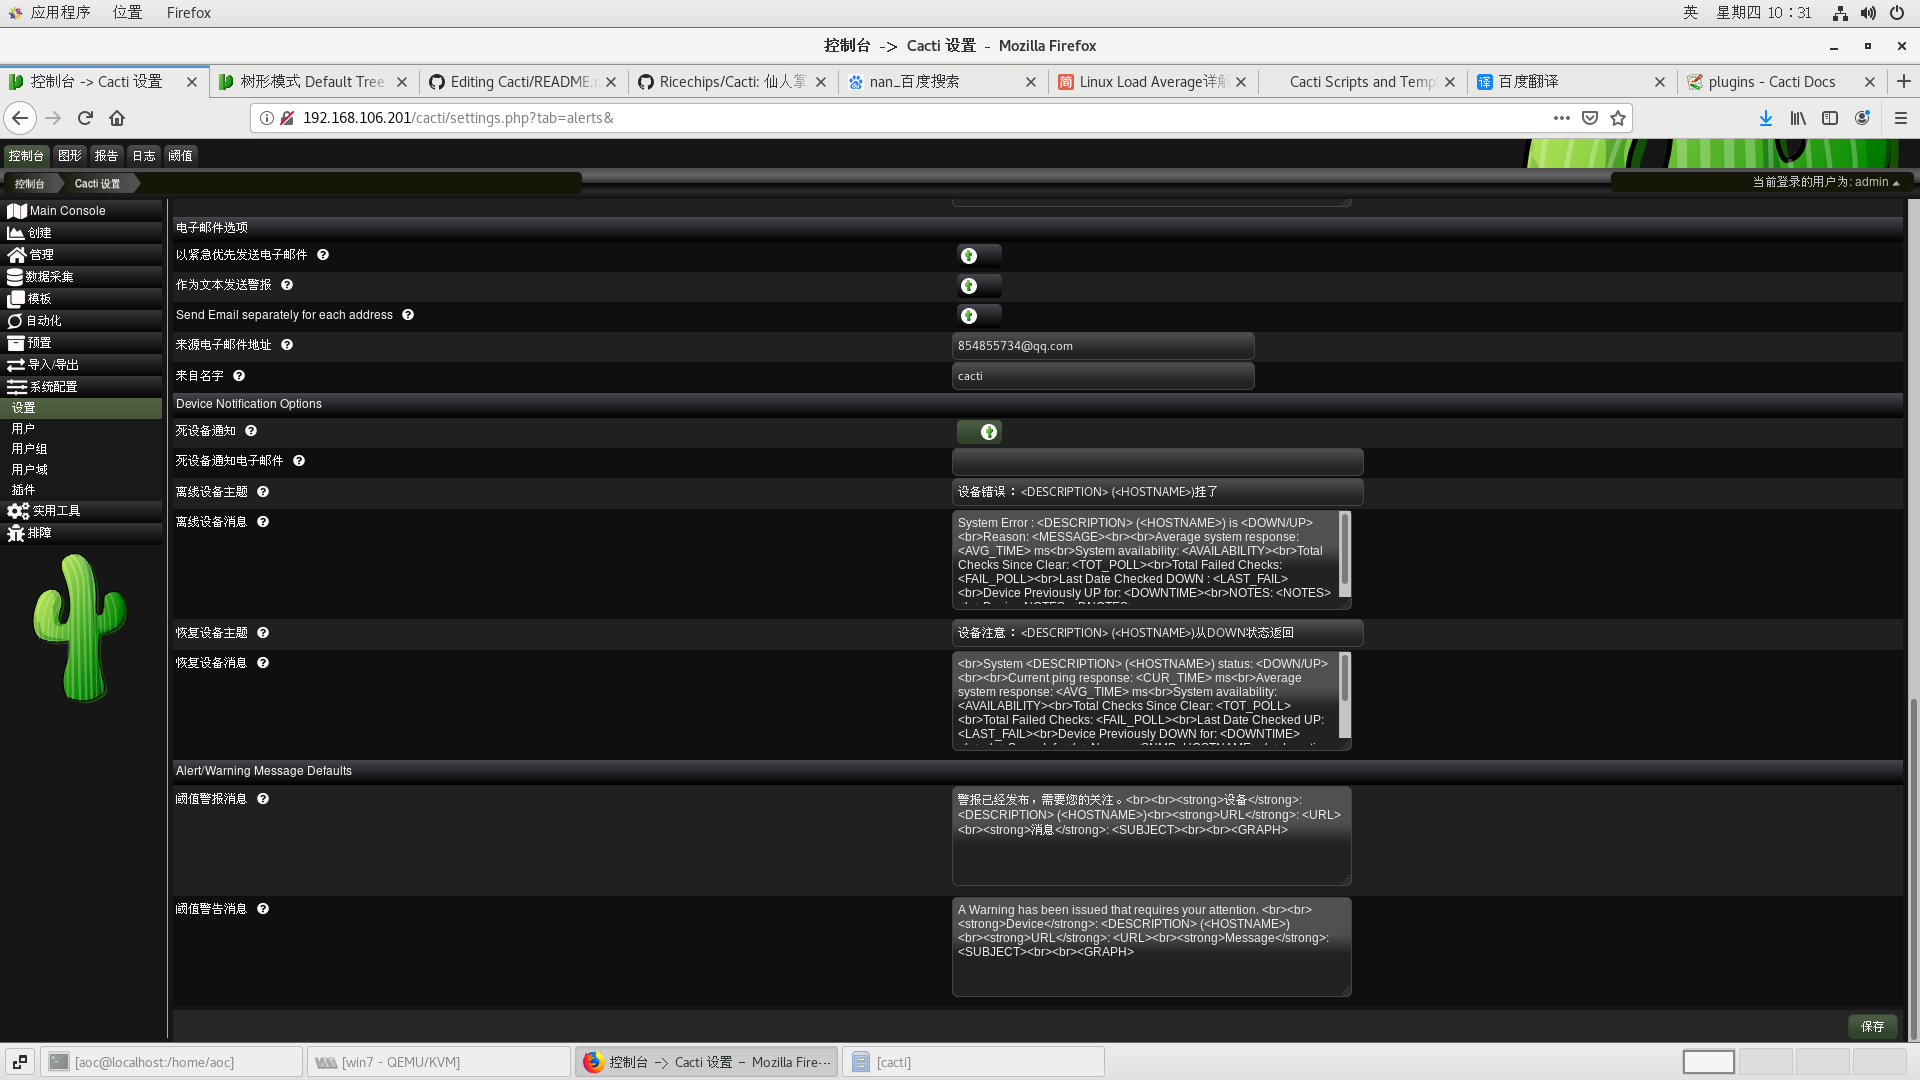 应用程序 位置 Firefox 英 星期四 10：31
控制台 -> Cacti 设置 - Mozilla Firefox
控制台 -> Cacti 设置 树形模式 Default Tree Editing Cacti/README.m Ricechips/Cacti: 仙人掌 nan_百度搜索 Linux Load Average详解 Cacti Scripts and Templ 百度翻译 plugins - Cacti Docs
192.168.106.201/cacti/settings.php?tab=alerts&
控制台 图形 报告 日志 阈值
控制台 Cacti 设置 当前登录的用户为: admin
Main Console
创建
管理
数据采集
模板
自动化
预置
导入/导出
系统配置
设置
用户
用户组
用户域
插件
实用工具
排障
电子邮件选项
以紧急优先发送电子邮件
作为文本发送警报
Send Email separately for each address
来源电子邮件地址 854855734@qq.com
来自名字 cacti
Device Notification Options
死设备通知
死设备通知电子邮件
离线设备主题 设备错误： <DESCRIPTION> (<HOSTNAME>)挂了
离线设备消息
System Error : <DESCRIPTION> (<HOSTNAME>) is <DOWN/UP>
<br>Reason: <MESSAGE><br><br>Average system response:
<AVG_TIME> ms<br>System availability: <AVAILABILITY><br>Total
Checks Since Clear: <TOT_POLL><br>Total Failed Checks:
<FAIL_POLL><br>Last Date Checked DOWN : <LAST_FAIL>
<br>Device Previously UP for: <DOWNTIME><br>NOTES: <NOTES>
恢复设备主题 设备注意： <DESCRIPTION> (<HOSTNAME>)从DOWN状态返回
恢复设备消息
<br>System <DESCRIPTION> (<HOSTNAME>) status: <DOWN/UP>
<br><br>Current ping response: <CUR_TIME> ms<br>Average
system response: <AVG_TIME> ms<br>System availability:
<AVAILABILITY><br>Total Checks Since Clear: <TOT_POLL>
<br>Total Failed Checks: <FAIL_POLL><br>Last Date Checked UP:
<LAST_FAIL><br>Device Previously DOWN for: <DOWNTIME>
Alert/Warning Message Defaults
阈值警报消息
警报已经发布，需要您的关注。<br><br><strong>设备</strong>:
<DESCRIPTION> (<HOSTNAME>)<br><strong>URL</strong>: <URL>
<br><strong>消息</strong>: <SUBJECT><br><br><GRAPH>
阈值警告消息
A Warning has been issued that requires your attention. <br><br>
<strong>Device</strong>: <DESCRIPTION> (<HOSTNAME>)
<br><strong>URL</strong>: <URL><br><strong>Message</strong>:
<SUBJECT><br><br><GRAPH>
保存
[aoc@localhost:/home/aoc] [win7 - QEMU/KVM] 控制台 -> Cacti 设置 - Mozilla Fire··· [cacti]